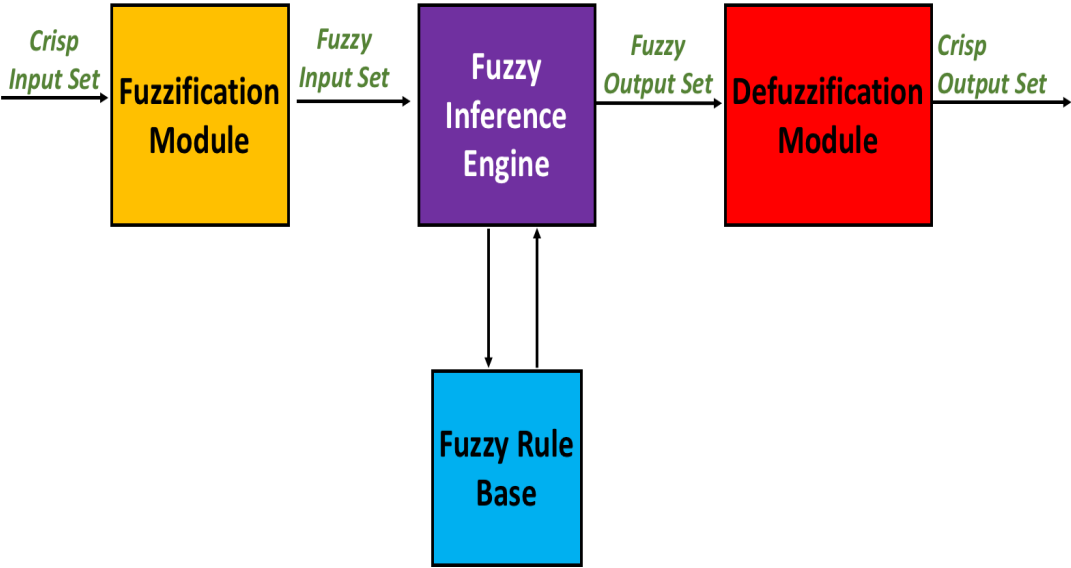 Crisp
Input Set
Fuzzification
Module
Fuzzy
Input Set
Fuzzy
Inference
Engine
Fuzzy
Output Set
Defuzzification
Module
Crisp
Output Set
Fuzzy Rule
Base